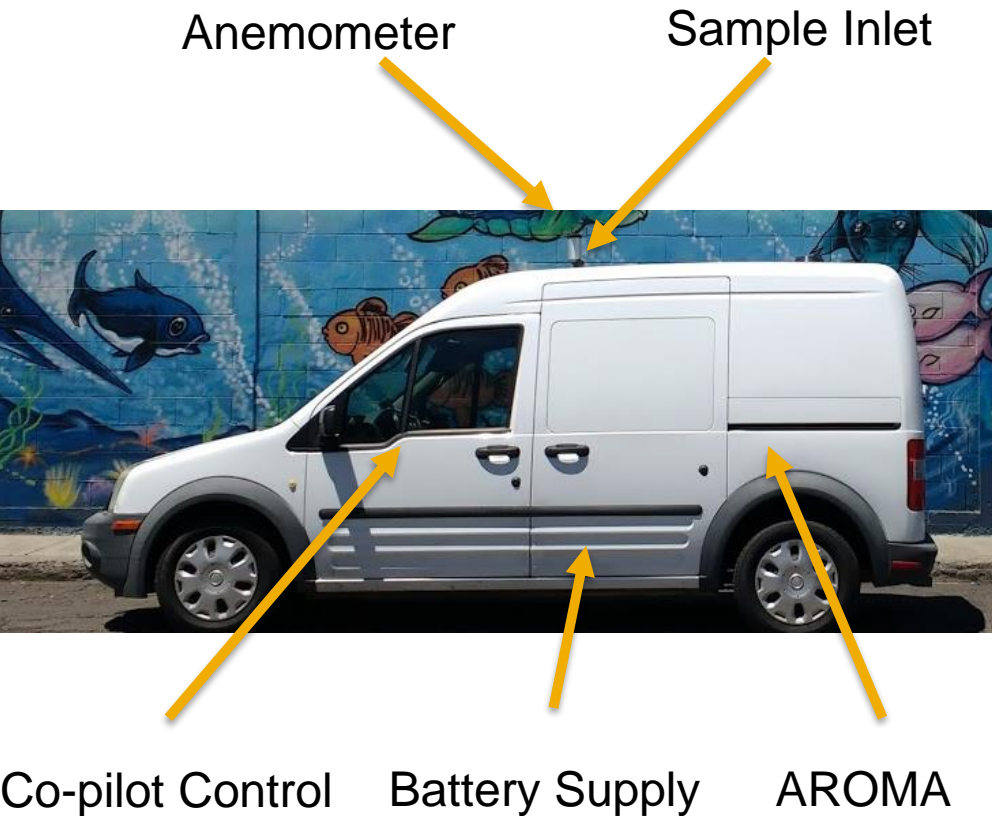 Anemometer
Sample Inlet
Co-pilot Control
Battery Supply
AROMA